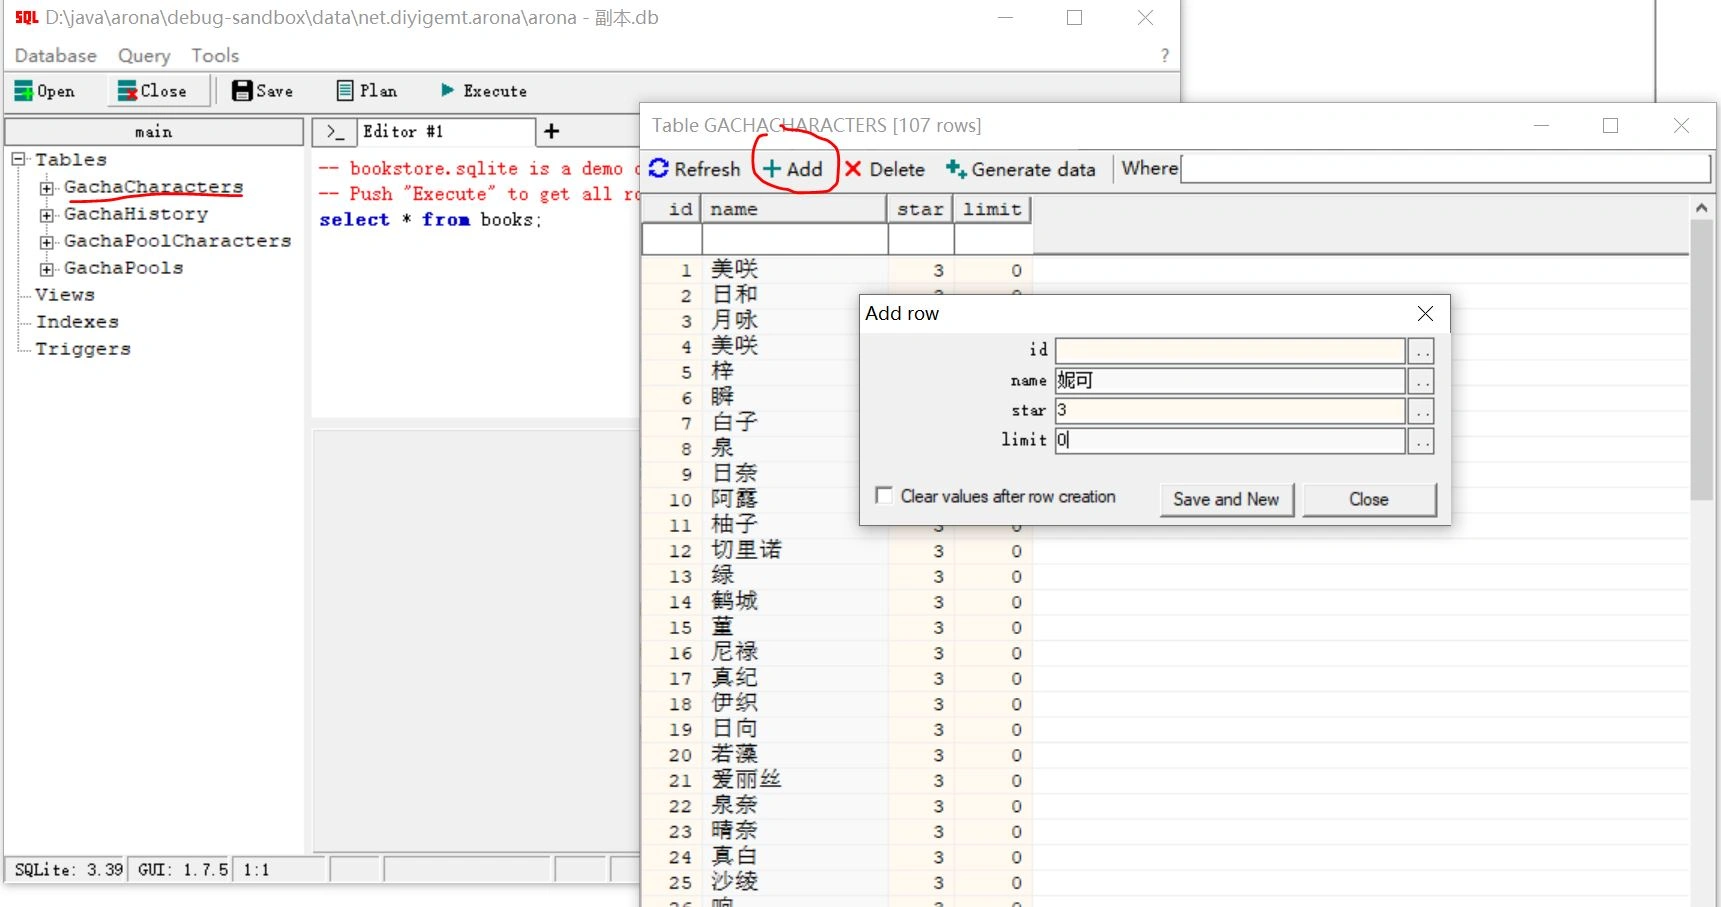 SQL D:\java\arona\debug-sandbox\data\net.diyigemt.arona\arona - 副本.db
Database Query Tools ?
Open Close Save Plan Execute
main
Tables
GachaCharacters
GachaHistory
GachaPoolCharacters
GachaPools
Views
Indexes
Triggers
>_ Editor #1 +
-- bookstore.sqlite is a demo
-- Push "Execute" to get all
select * from books;
SQLite: 3.39 GUI: 1.7.5 1:1
Table GACHACHARACTERS [107 rows]
Refresh Add Delete Generate data Where
id name star limit
1 美咲 3 0
2 日和
3 月咏
4 美咲
5 梓
6 瞬
7 白子
8 泉
9 日奈
10 阿露
11 柚子
12 切里诺 3 0
13 绿 3 0
14 鹤城 3 0
15 堇 3 0
16 尼禄 3 0
17 真纪 3 0
18 伊织 3 0
19 日向 3 0
20 若藻 3 0
21 爱丽丝 3 0
22 泉奈 3 0
23 晴奈 3 0
24 真白 3 0
25 沙绫 3 0
Add row
id ..
name 妮可 ..
star 3 ..
limit 0 ..
Clear values after row creation Save and New Close